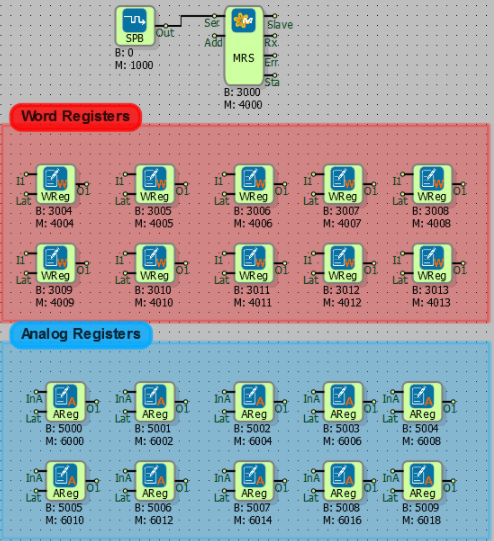 Out Ser Slave
SPB Add Rx
B: 0 MRS Err
M: 1000 Sta
B: 3000
M: 4000
Word Registers
I1 I1 I1 I1 I1
W O1 W O1 W O1 W O1 W O1
Lat WReg Lat WReg Lat WReg Lat WReg Lat WReg
B: 3004 B: 3005 B: 3006 B: 3007 B: 3008
M: 4004 M: 4005 M: 4006 M: 4007 M: 4008
I1 I1 I1 I1 I1
W O1 W O1 W O1 W O1 W O1
Lat WReg Lat WReg Lat WReg Lat WReg Lat WReg
B: 3009 B: 3010 B: 3011 B: 3012 B: 3013
M: 4009 M: 4010 M: 4011 M: 4012 M: 4013
Analog Registers
InA InA InA InA InA
A O1 A O1 A O1 A O1 A O1
Lat AReg Lat AReg Lat AReg Lat AReg Lat AReg
B: 5000 B: 5001 B: 5002 B: 5003 B: 5004
M: 6000 M: 6002 M: 6004 M: 6006 M: 6008
InA InA InA InA InA
A O1 A O1 A O1 A O1 A O1
Lat AReg Lat AReg Lat AReg Lat AReg Lat AReg
B: 5005 B: 5006 B: 5007 B: 5008 B: 5009
M: 6010 M: 6012 M: 6014 M: 6016 M: 6018